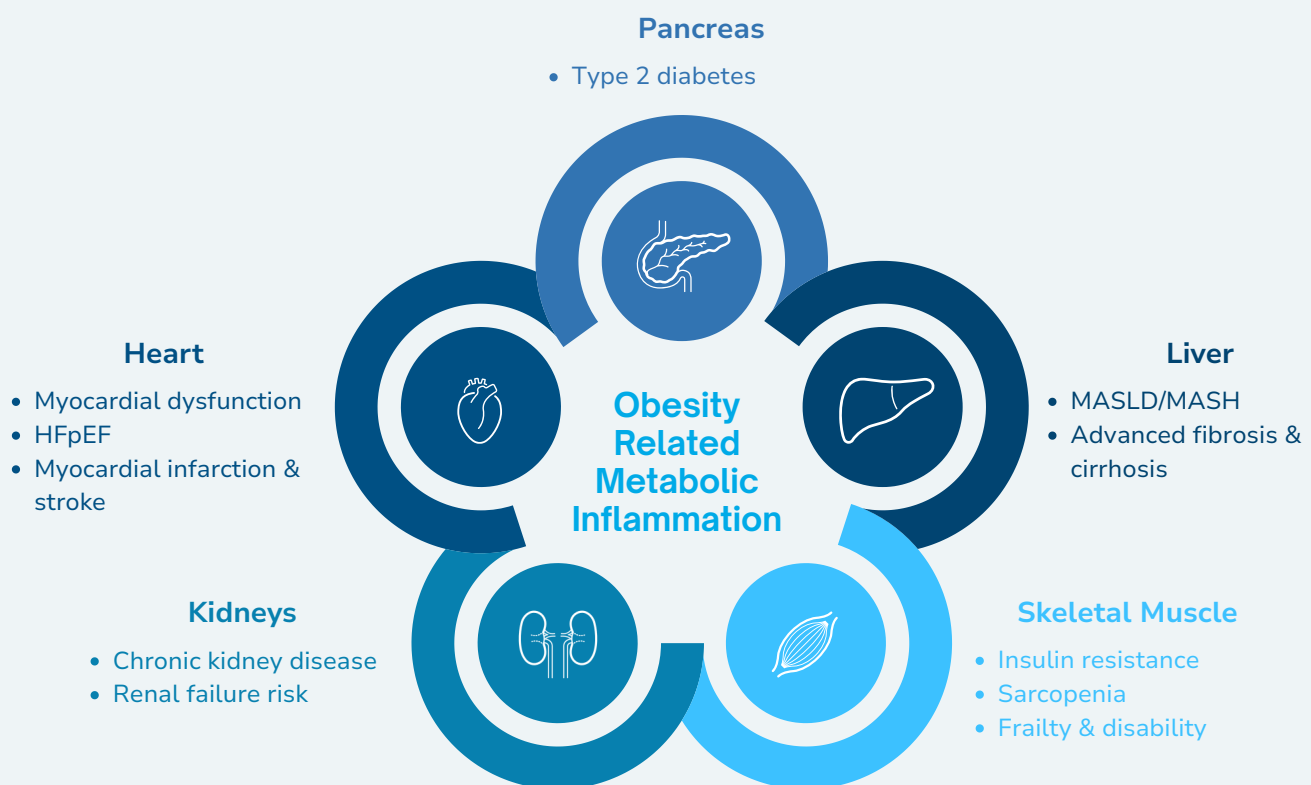 Pancreas
• Type 2 diabetes
Heart
• Myocardial dysfunction
• HFpEF
• Myocardial infarction &
stroke
Obesity
Related
Metabolic
Inflammation
Liver
• MASLD/MASH
• Advanced fibrosis &
cirrhosis
Kidneys
• Chronic kidney disease
• Renal failure risk
Skeletal Muscle
• Insulin resistance
• Sarcopenia
• Frailty & disability